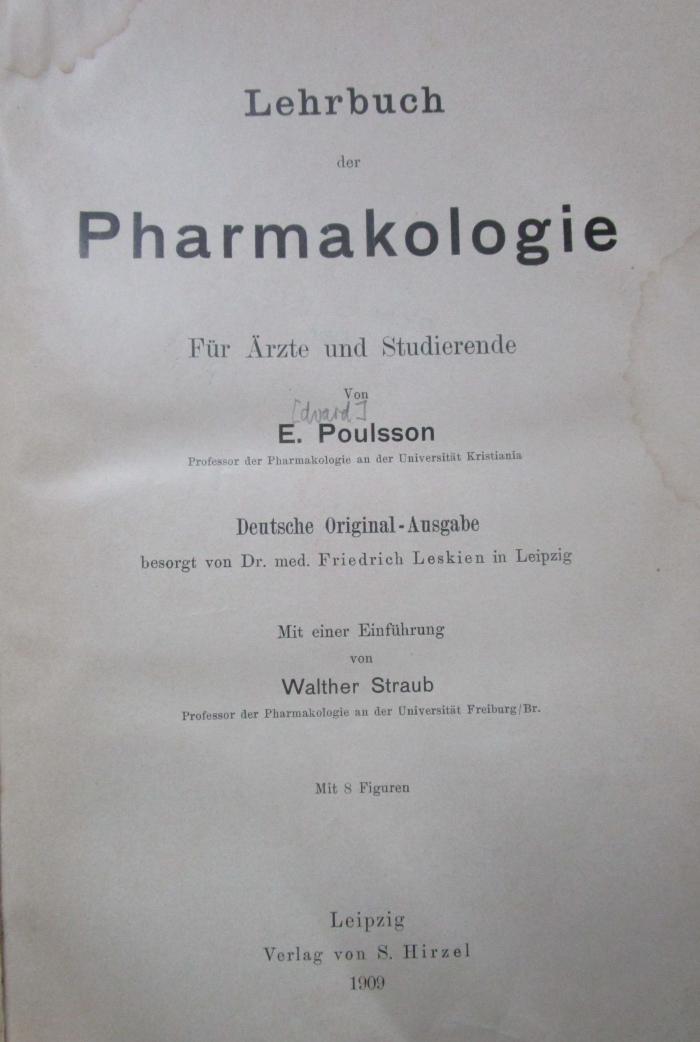 Lehrbuch
der
Pharmakologie
Für Ärzte und Studierende
Von
[dvard]
E. Poulsson
Professor der Pharmakologie an der Universität Kristiania
Deutsche Original-Ausgabe
besorgt von Dr. med. Friedrich Leskien in Leipzig
Mit einer Einführung
von
Walther Straub
Professor der Pharmakologie an der Universität Freiburg/Br.
Mit 8 Figuren
Leipzig
Verlag von S. Hirzel
1909